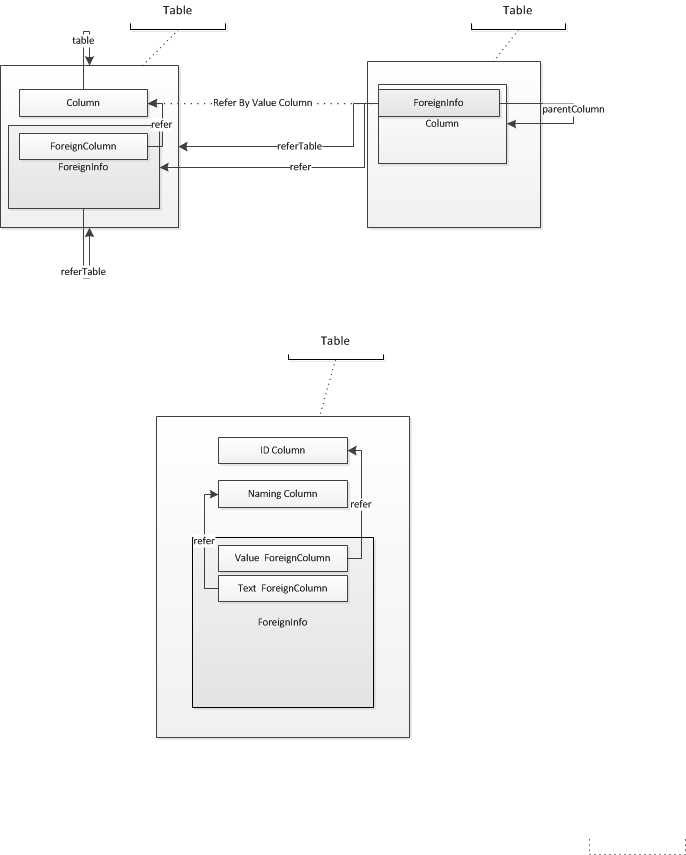 Table
Table
table
Column
Refer By Value Column
ForeignInfo
parentColumn
refer
Column
ForeignColumn
referTable
ForeignInfo
refer
referTable
Table
ID Column
Naming Column
refer
refer
Value ForeignColumn
Text ForeignColumn
ForeignInfo